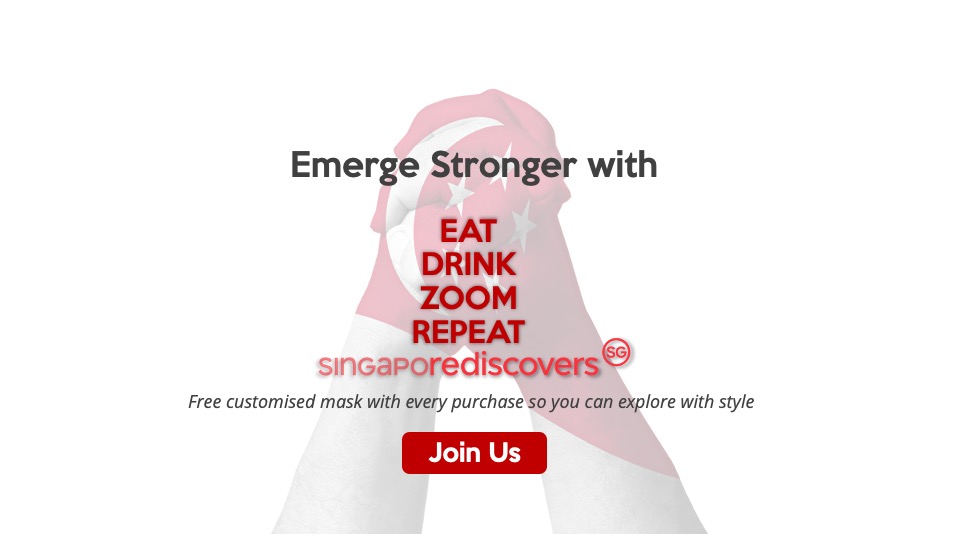 Emerge Stronger with
EAT
DRINK
ZOOM
REPEAT
SINGAPOrediscovers SG
Free customised mask with every purchase so you can explore with style
Join Us